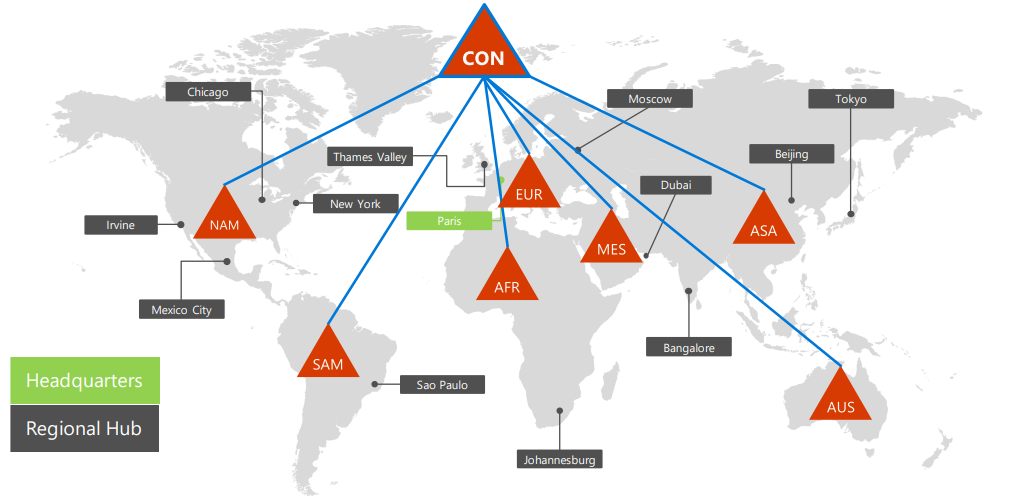 CON
Chicago
Moscow
Tokyo
Thames Valley
Beijing
Dubai
EUR
New York
Paris
Irvine
NAM
ASA
MES
AFR
Mexico City
Bangalore
SAM
Headquarters
Sao Paulo
AUS
Regional Hub
Johannesburg